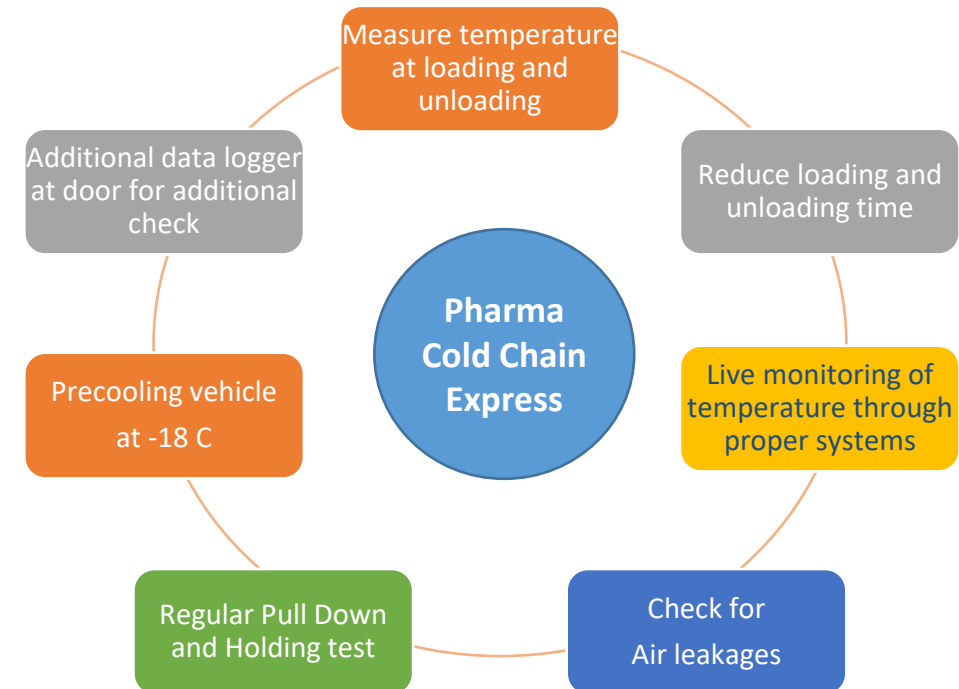 Measure temperature
at loading and
unloading
Reduce loading and
unloading time
Live monitoring of
temperature through
proper systems
Check for
Air leakages
Regular Pull Down
and Holding test
Precooling vehicle
at -18 C
Additional data logger
at door for additional
check
Pharma
Cold Chain
Express